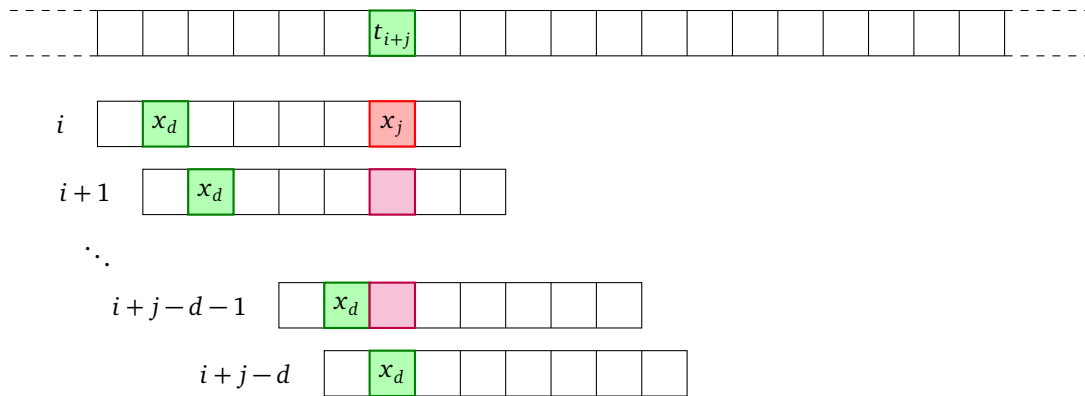 t_{i+j}
i x_d x_j
i + 1 x_d
⋱
i + j − d − 1 x_d
i + j − d x_d